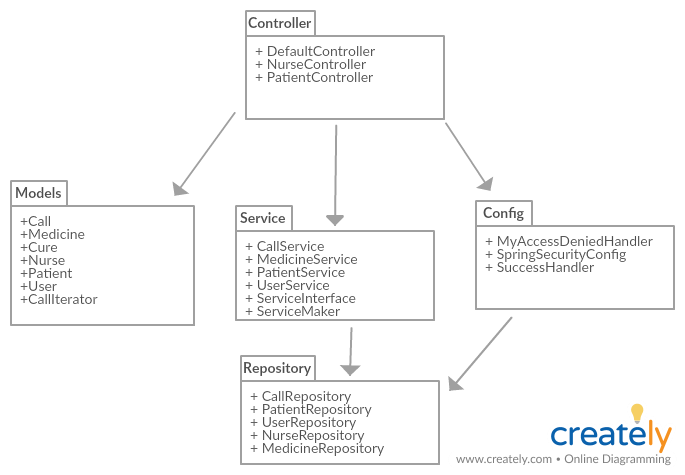 Controller
+ DefaultController
+ NurseController
+ PatientController
Models
+Call
+Medicine
+Cure
+Nurse
+Patient
+User
+CallIterator
Service
+ CallService
+ MedicineService
+ PatientService
+ UserService
+ ServiceInterface
+ ServiceMaker
Config
+ MyAccessDeniedHandler
+ SpringSecurityConfig
+ SuccessHandler
Repository
+ CallRepository
+ PatientRepository
+ UserRepository
+ NurseRepository
+ MedicineRepository
creately
www.creately.com • Online Diagramming